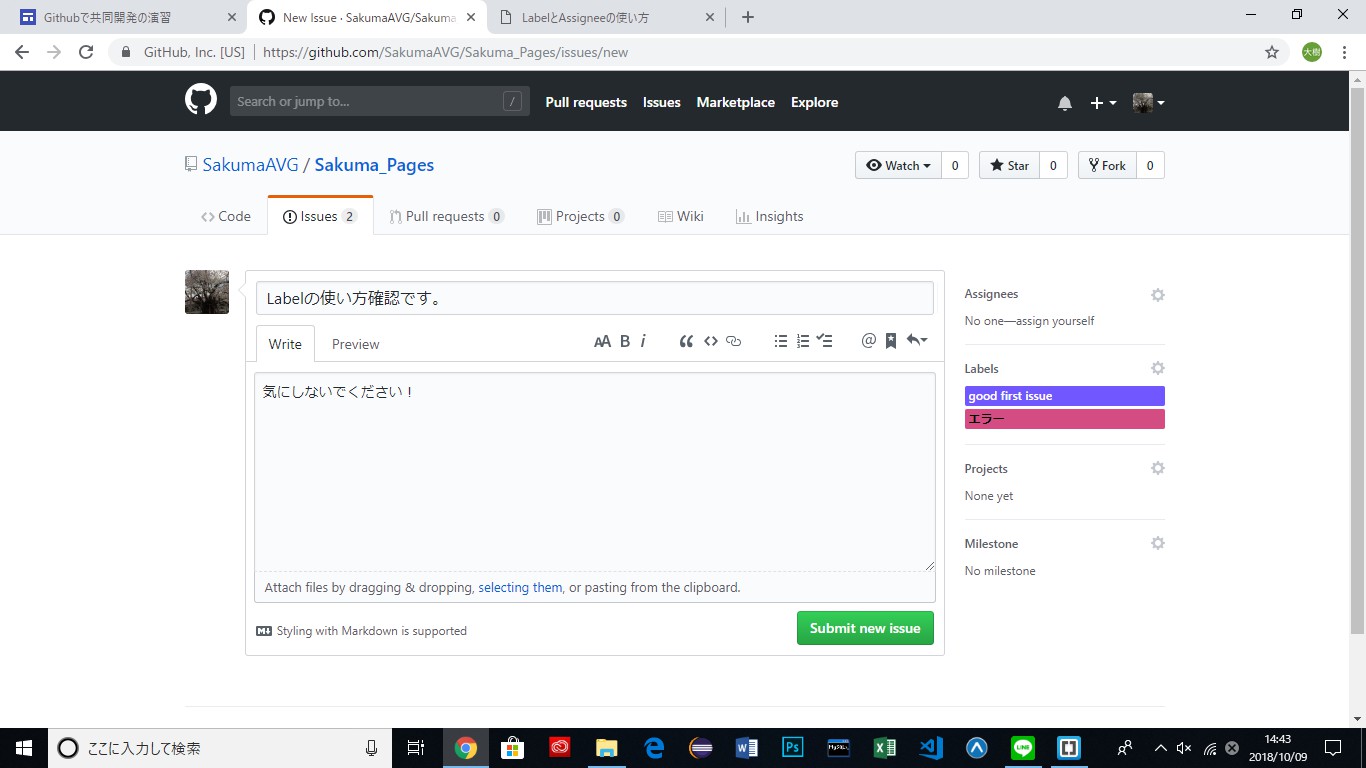 Githubで共同開発の演習
New Issue · SakumaAVG/Sakuma
LabelとAssigneeの使い方
GitHub, Inc. [US]
https://github.com/SakumaAVG/Sakuma_Pages/issues/new
大樹
Search or jump to...
/
Pull requests
Issues
Marketplace
Explore
SakumaAVG / Sakuma_Pages
Watch 0
Star 0
Fork 0
Code
Issues 2
Pull requests 0
Projects 0
Wiki
Insights
Labelの使い方確認です。
Write
Preview
AA B i
気にしないでください！
Attach files by dragging & dropping, selecting them, or pasting from the clipboard.
Styling with Markdown is supported
Submit new issue
Assignees
No one—assign yourself
Labels
good first issue
エラー
Projects
None yet
Milestone
No milestone
ここに入力して検索
Ps
MySQL
LINE
14:43
2018/10/09